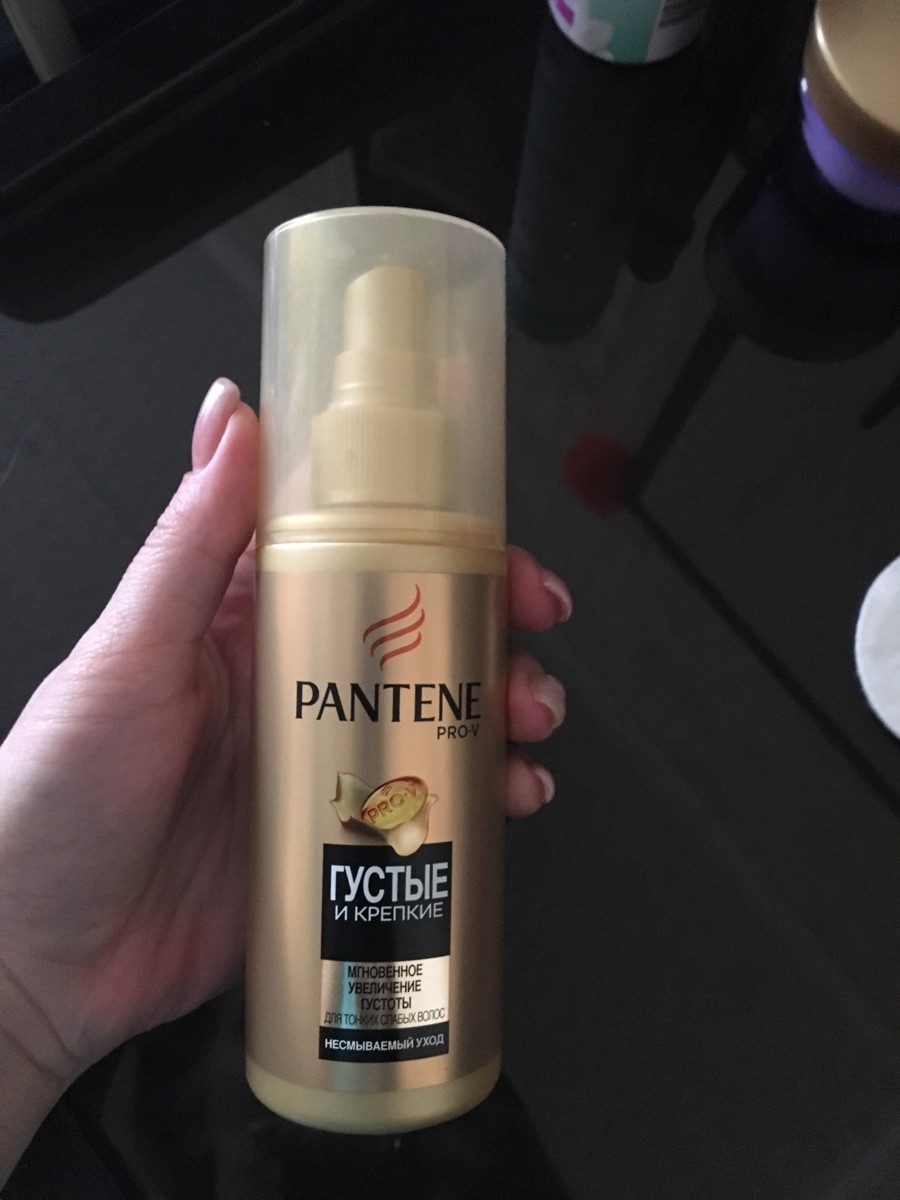 PANTENE
PRO-V
PRO-V
ГУСТЫЕ
И КРЕПКИЕ
МГНОВЕННОЕ
УВЕЛИЧЕНИЕ
ГУСТОТЫ
ДЛЯ ТОНКИХ СЛАБЫХ ВОЛОС
НЕСМЫВАЕМЫЙ УХОД